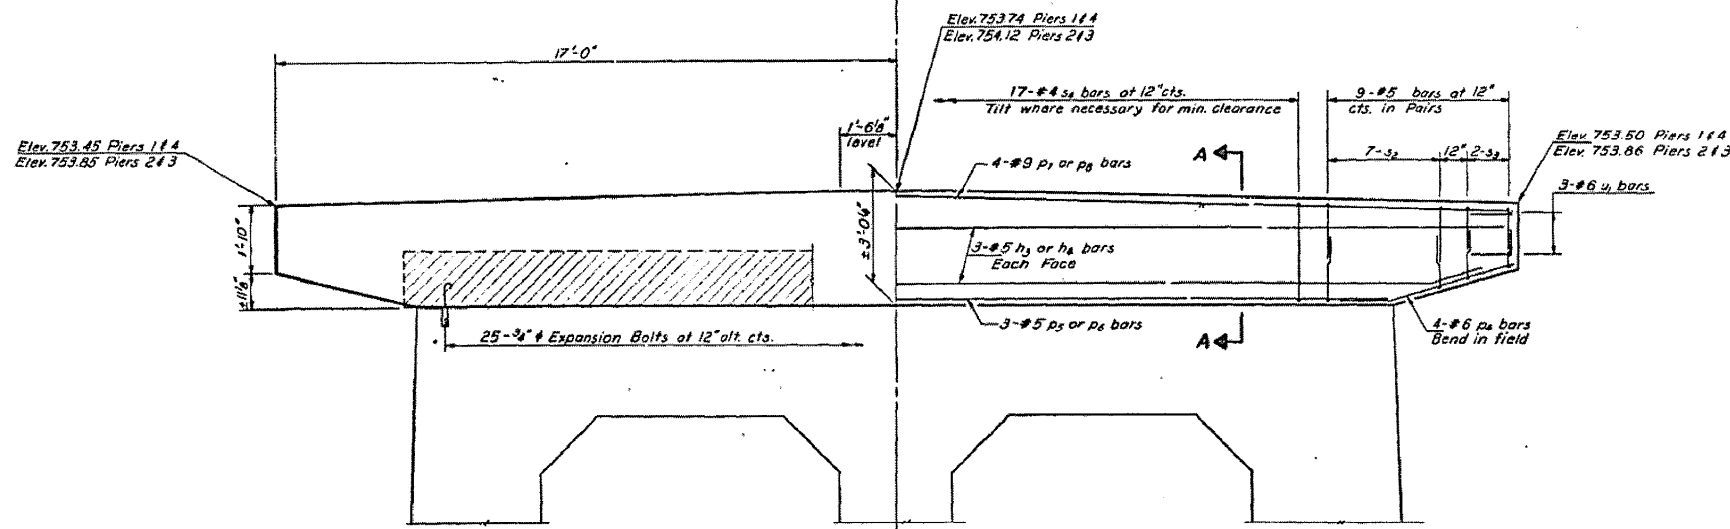 Elev. 753.74 Piers 1 & 4
Elev. 754.12 Piers 2 & 3
17'-0"
17-#4 s4 bars at 12" cts.
Tilt where necessary for min. clearance
9-#5 bars at 12"
cts. in Pairs
1'-6⅛"
level
Elev. 753.45 Piers 1 & 4
Elev. 753.85 Piers 2 & 3
Elev. 753.50 Piers 1 & 4
Elev. 753.86 Piers 2 & 3
A
7-s2
12"
2-s3
4-#9 p7 or p8 bars
3-#6 u1 bars
1'-10"
±3'-0⅛"
3-#5 h3 or h4 bars
Each Face
±11⅛"
3-#5 p5 or p6 bars
4-#6 p4 bars
Bend in field
25-¾" ϕ Expansion Bolts at 12" alt. cts.
A